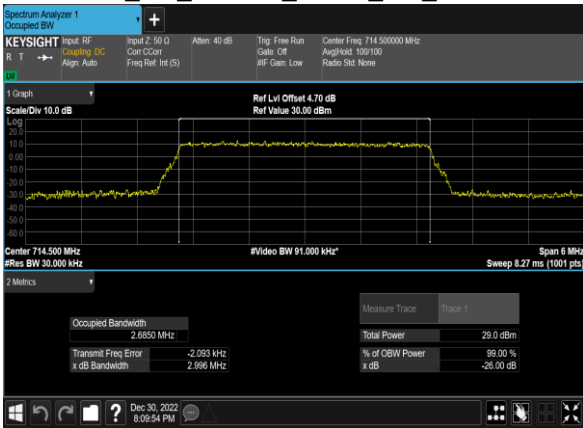 Spectrum Analyzer 1
Occupied BW
+
KEYSIGHT
R T
LXI
Input: RF
Coupling: DC
Align: Auto
Input Z: 50 Ω
Corr CCorr
Freq Ref: Int (S)
Atten: 40 dB
Trig: Free Run
Gate: Off
#IF Gain: Low
Center Freq: 714.500000 MHz
Avg|Hold: 100/100
Radio Std: None
1 Graph
Scale/Div 10.0 dB
Ref Lvl Offset 4.70 dB
Ref Value 30.00 dBm
Log
20.0
10.0
0.00
-10.0
-20.0
-30.0
-40.0
-50.0
-60.0
Center 714.500 MHz
#Res BW 30.000 kHz
#Video BW 91.000 kHz*
Span 6 MHz
Sweep 8.27 ms (1001 pts)
2 Metrics
Measure Trace Trace 1
Occupied Bandwidth
2.6850 MHz
Total Power 29.0 dBm
Transmit Freq Error -2.093 kHz
% of OBW Power 99.00 %
x dB Bandwidth 2.996 MHz
x dB -26.00 dB
?
Dec 30, 2022
8:09:54 PM